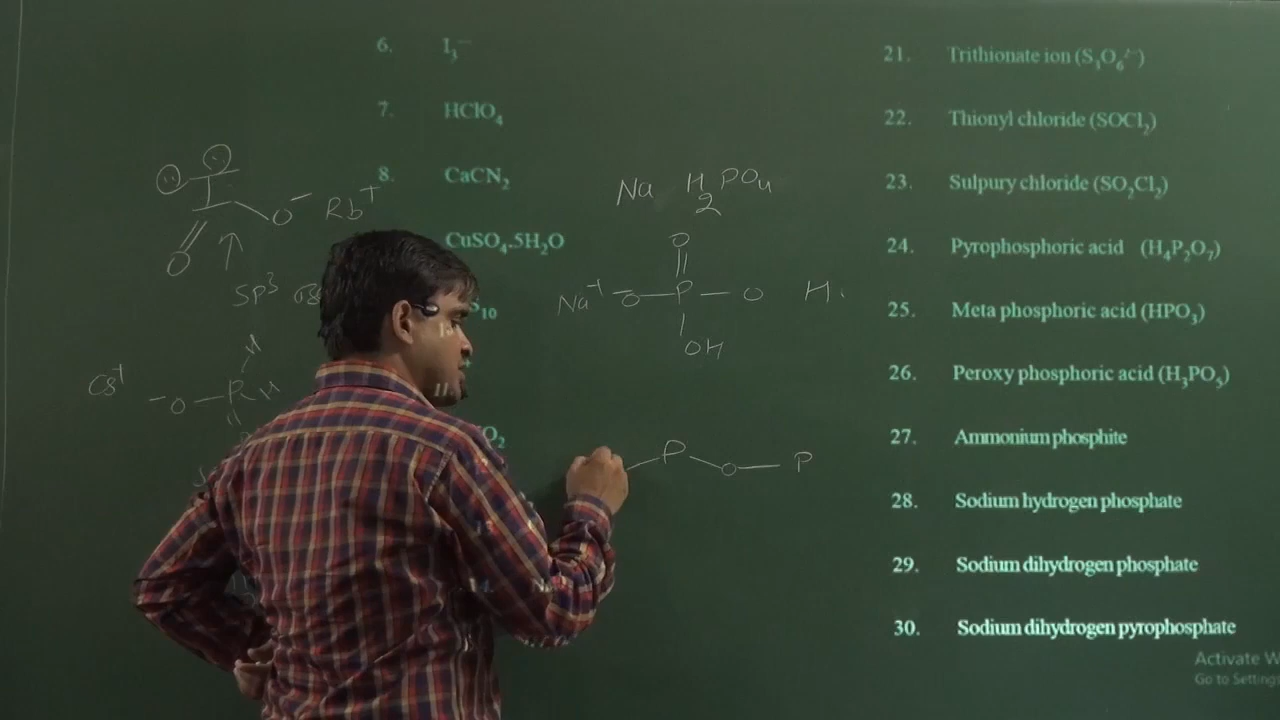 6. I₃⁻
7. HClO₄
8. CaCN₂
CuSO₄.5H₂O
10
O₂
21. Trithionate ion (S₃O₆²⁻)
22. Thionyl chloride (SOCl₂)
23. Sulpury chloride (SO₂Cl₂)
24. Pyrophosphoric acid (H₄P₂O₇)
25. Meta phosphoric acid (HPO₃)
26. Peroxy phosphoric acid (H₃PO₅)
27. Ammonium phosphite
28. Sodium hydrogen phosphate
29. Sodium dihydrogen phosphate
30. Sodium dihydrogen pyrophosphate
Activate W
Go to Settings
O⁻ Rb⁺
O
SP³
H
Cs⁺ ⁻O P H
Na H₂PO₄
O
Na⁺ ⁻O P O H
OH
P O P